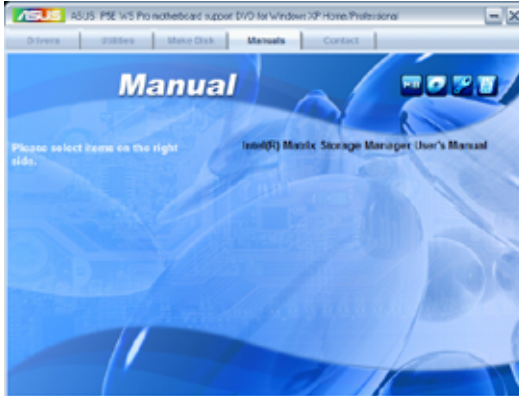 ASUS ASUS P5E WS Pro motherboard support DVD for Windows XP Home/Professional
Drivers Utilities Make Disk Manuals Contact
Manual
Please select items on the right side.
Intel(R) Matrix Storage Manager User's Manual